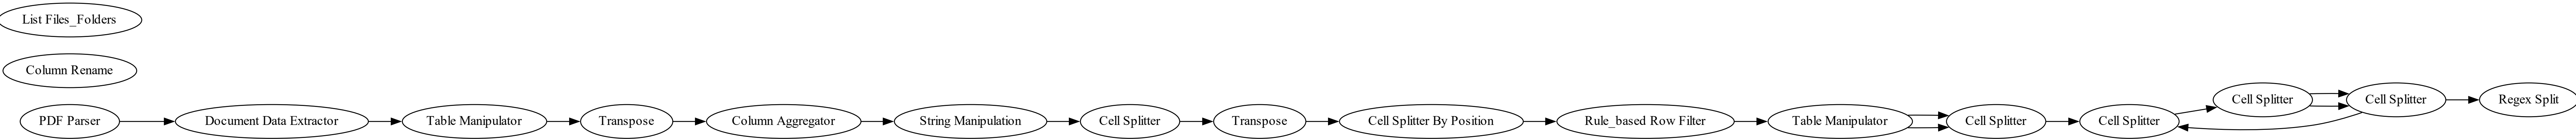 List Files_Folders
Column Rename
PDF Parser
Document Data Extractor
Table Manipulator
Transpose
Column Aggregator
String Manipulation
Cell Splitter
Transpose
Cell Splitter By Position
Rule_based Row Filter
Table Manipulator
Cell Splitter
Cell Splitter
Cell Splitter
Cell Splitter
Regex Split